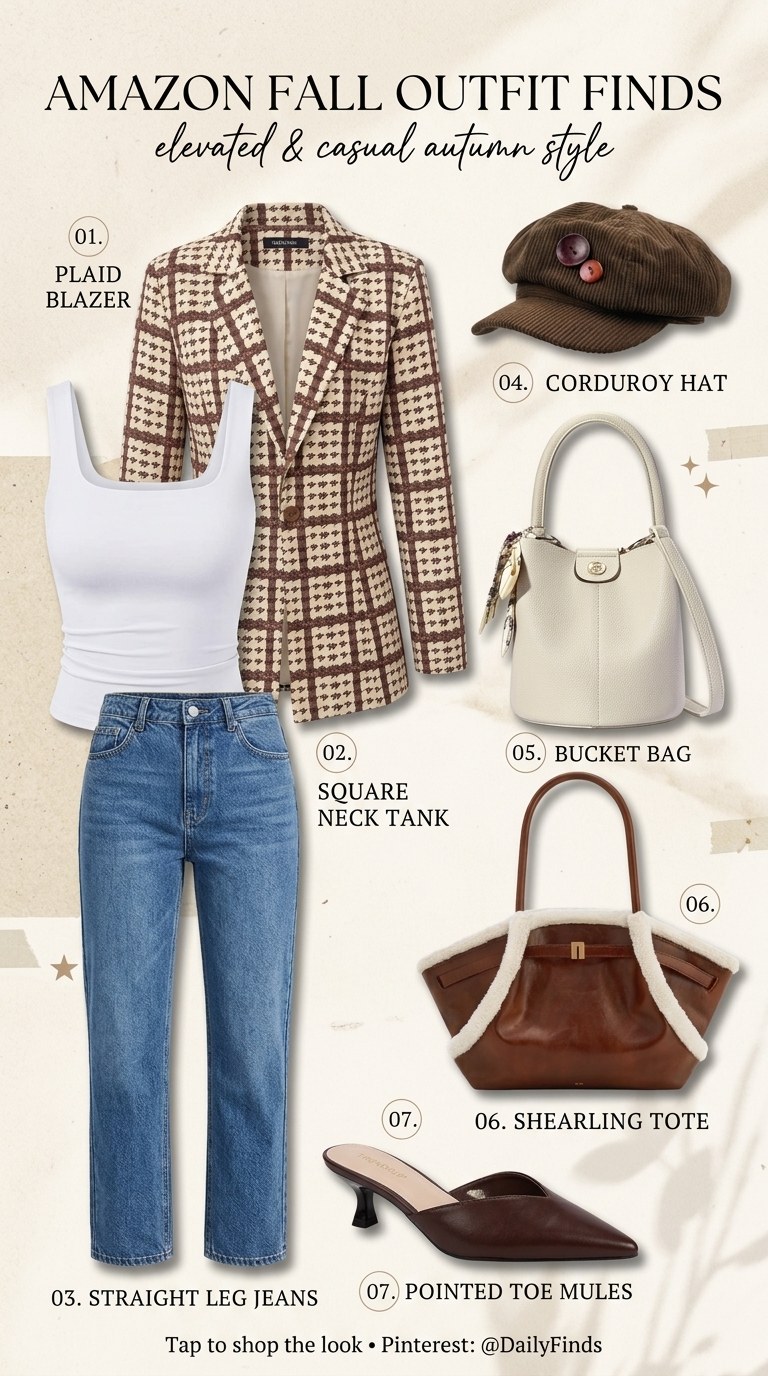 AMAZON FALL OUTFIT FINDS
elevated & casual autumn style
01.
PLAID
BLAZER
04. CORDUROY HAT
02.
SQUARE
NECK TANK
05. BUCKET BAG
06.
06. SHEARLING TOTE
07.
03. STRAIGHT LEG JEANS
07. POINTED TOE MULES
Tap to shop the look • Pinterest: @DailyFinds